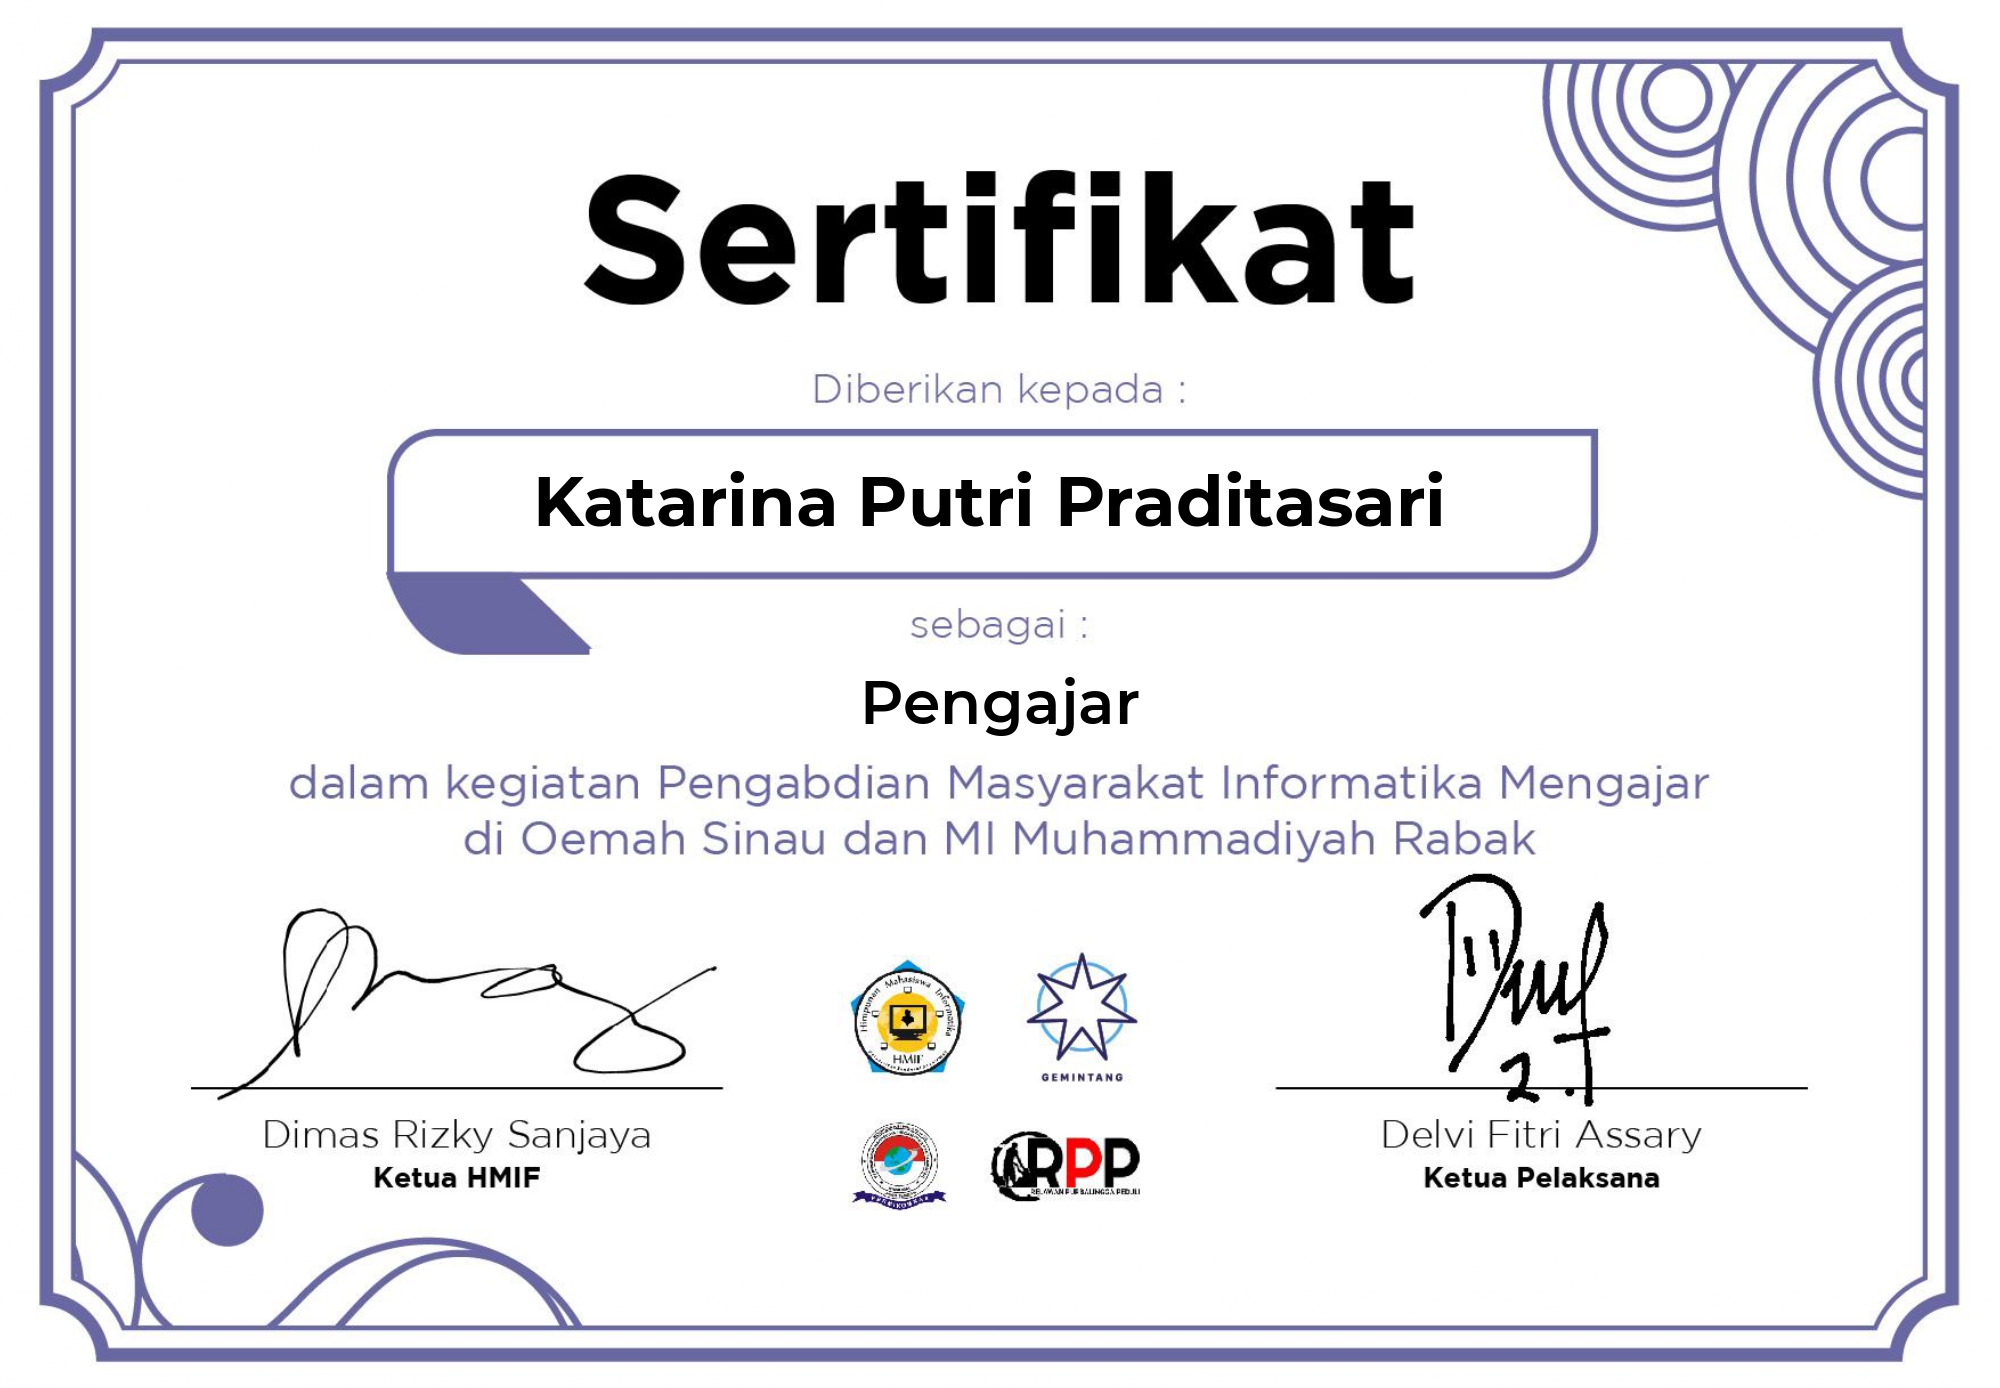 Sertifikat
Diberikan kepada :
Katarina Putri Praditasari
sebagai :
Pengajar
dalam kegiatan Pengabdian Masyarakat Informatika Mengajar
di Oemah Sinau dan MI Muhammadiyah Rabak
Himpunan Mahasiswa Informatika
HMIF
GEMINTANG
RPP
RELAWAN PURBALINGGA PEDULI
Dimas Rizky Sanjaya
Ketua HMIF
Delvi Fitri Assary
Ketua Pelaksana